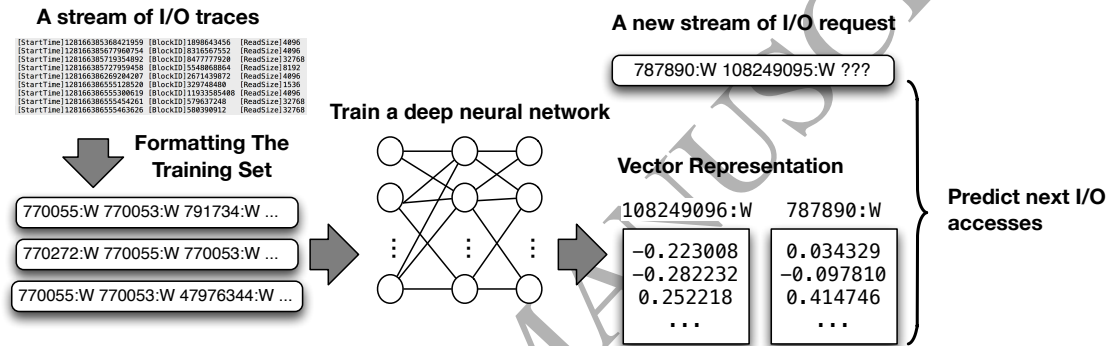 A stream of I/O traces
[StartTime]128166385368421959 [BlockID]1898643456 [ReadSize]4096
[StartTime]128166385677960754 [BlockID]8316567552 [ReadSize]4096
[StartTime]128166385719354892 [BlockID]8477777920 [ReadSize]32768
[StartTime]128166385727959458 [BlockID]5548068864 [ReadSize]8192
[StartTime]128166386269204207 [BlockID]2671439872 [ReadSize]4096
[StartTime]128166386555128520 [BlockID]329748480 [ReadSize]1536
[StartTime]128166386555300619 [BlockID]11933585408 [ReadSize]4096
[StartTime]128166386555454261 [BlockID]579637248 [ReadSize]32768
[StartTime]128166386555463626 [BlockID]580390912 [ReadSize]32768
Formatting The
Training Set
770055:W 770053:W 791734:W ...
770272:W 770055:W 770053:W ...
770055:W 770053:W 47976344:W ...
Train a deep neural network
⋮ ⋮ ⋮
A new stream of I/O request
787890:W 108249095:W ???
Vector Representation
108249096:W 787890:W
−0.223008 0.034329
−0.282232 −0.097810
0.252218 0.414746
... ...
Predict next I/O
accesses
MANUSC